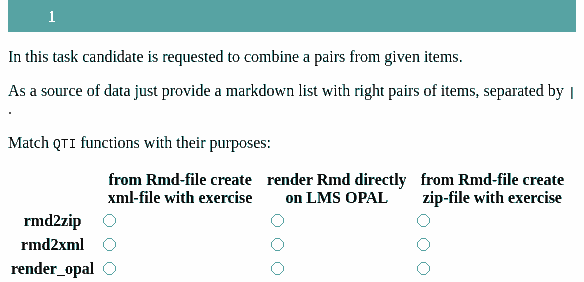 1
In this task candidate is requested to combine a pairs from given items.
As a source of data just provide a markdown list with right pairs of items, separated by |
.
Match QTI functions with their purposes:
from Rmd-file create render Rmd directly from Rmd-file create
xml-file with exercise on LMS OPAL zip-file with exercise
rmd2zip
rmd2xml
render_opal